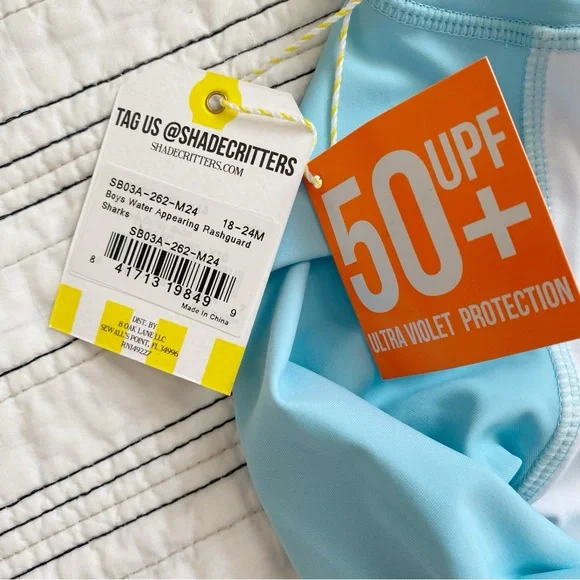 TAG US @SHADECRITTERS
SHADECRITTERS.COM
SB03A-262-M24 18-24M
Boys Water Appearing Rashguard
Sharks
SB03A-262-M24
8 41713 19849 9
Made in China
DIST. BY
8 OAK LANE LLC
SEWALL'S POINT, FL 34996
RN149227
50+ UPF
ULTRA VIOLET PROTECTION